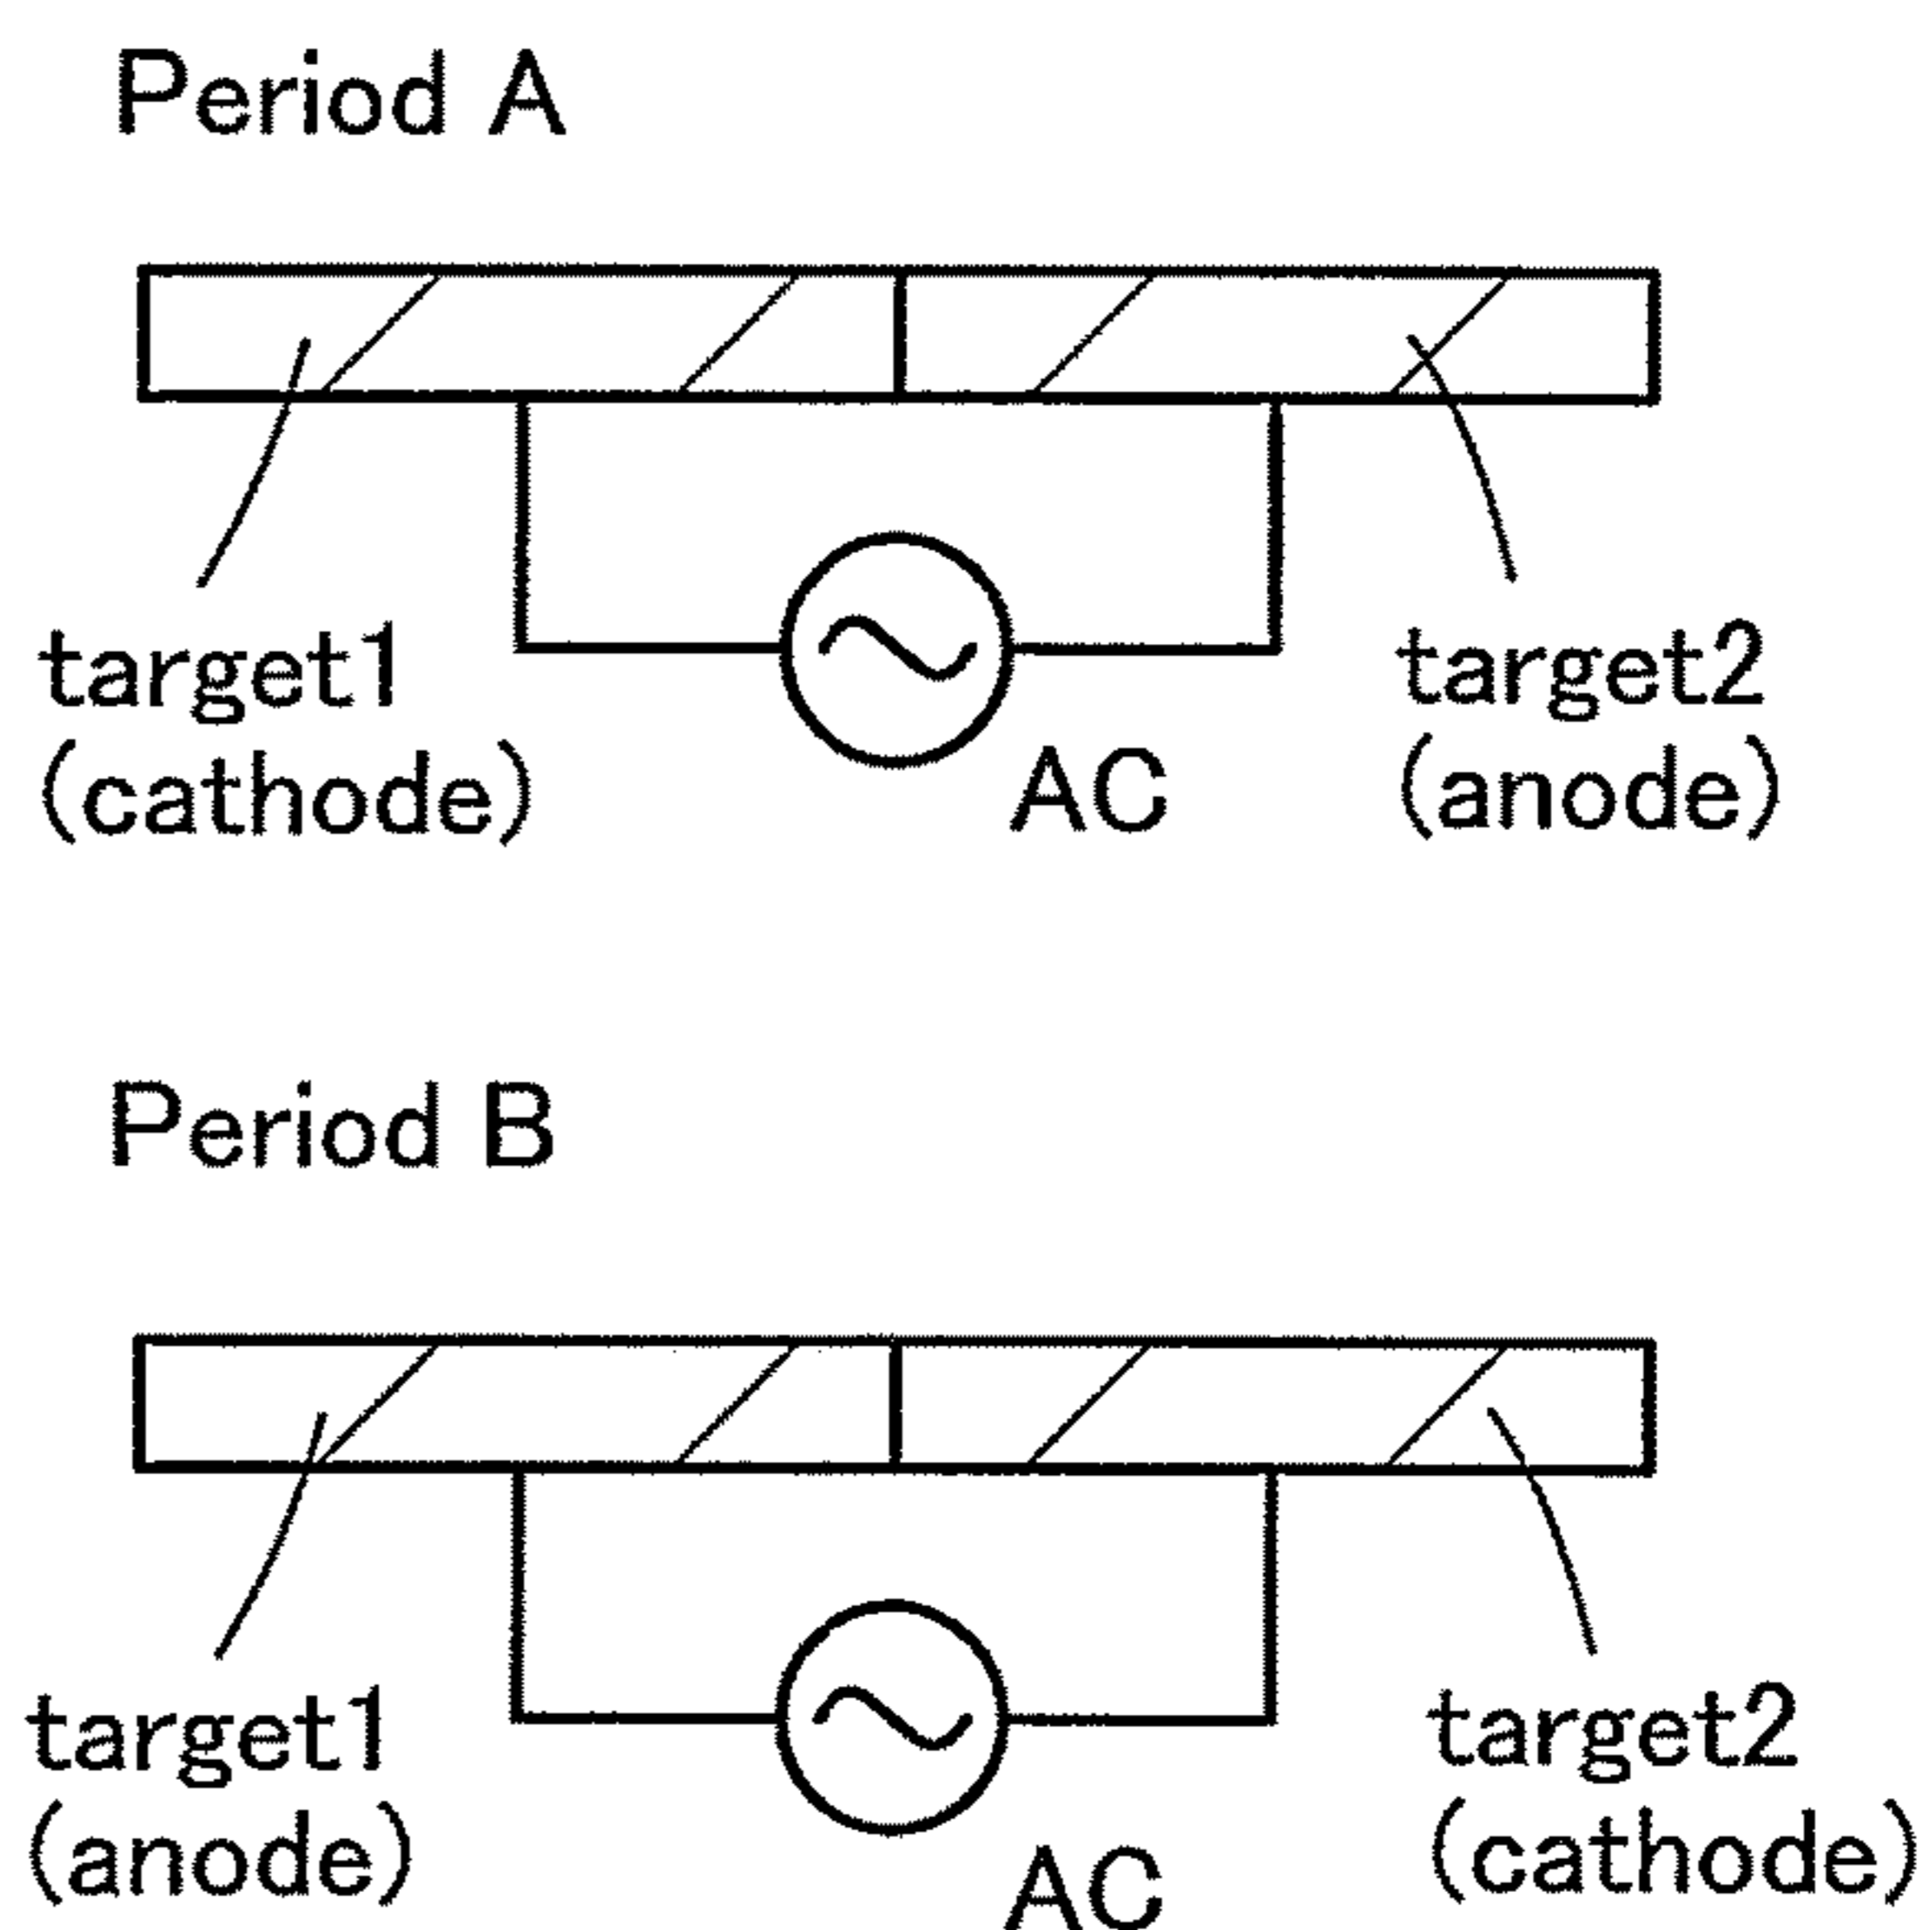 Period A
target1
(cathode)
AC
target2
(anode)
Period B
target1
(anode)
AC
target2
(cathode)